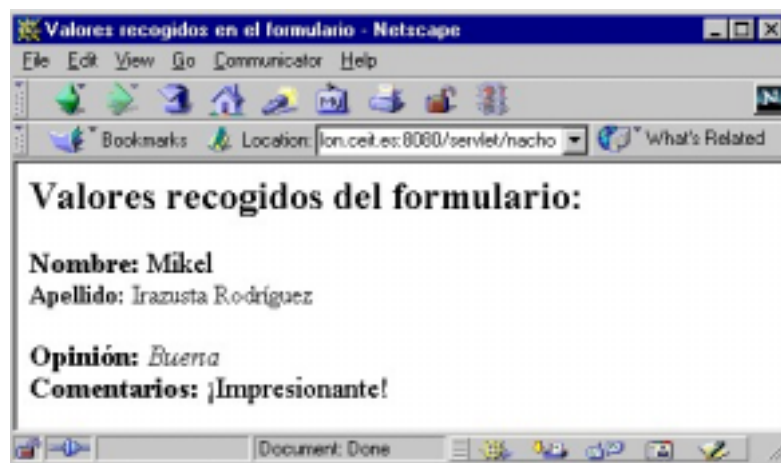 Valores recogidos en el formulario - Netscape
File Edit View Go Communicator Help
My
N
Bookmarks Location: lon.ceit.es:8080/servlet/nacho What's Related
Valores recogidos del formulario:
Nombre: Mikel
Apellido: Irazusta Rodríguez
Opinión: Buena
Comentarios: ¡Impresionante!
Document: Done